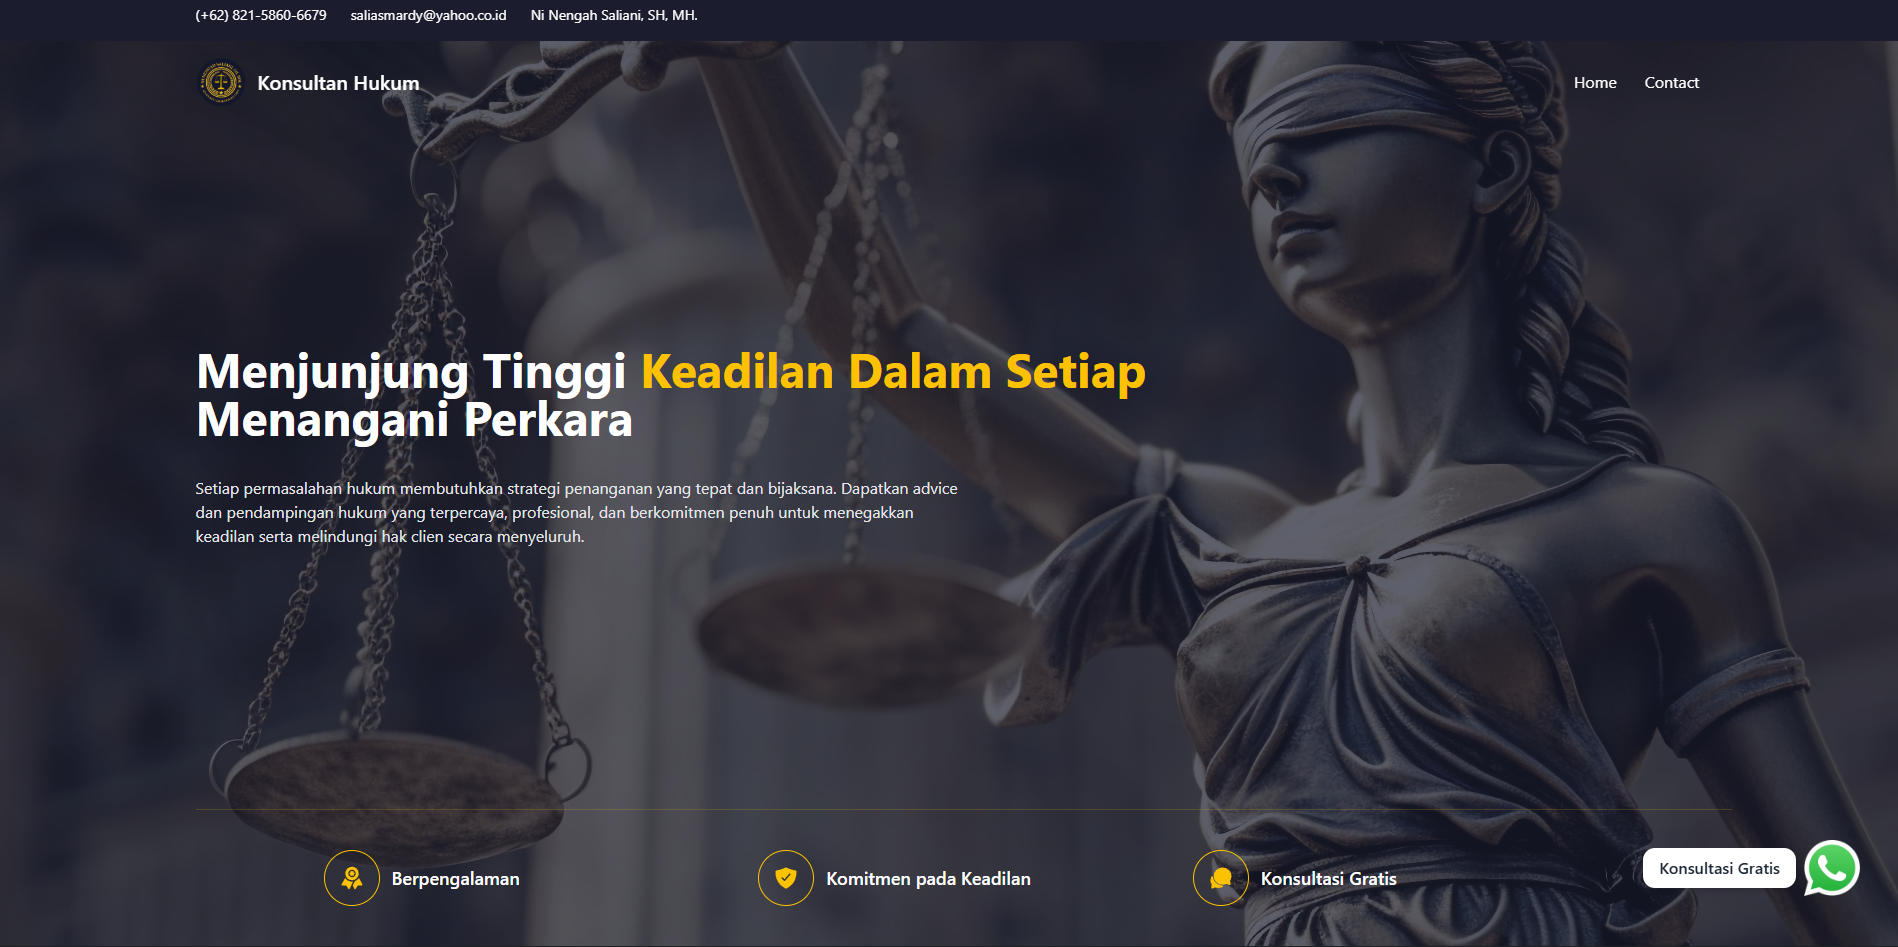 (+62) 821-5860-6679 saliasmardy@yahoo.co.id Ni Nengah Saliani, SH, MH.
Konsultan Hukum Home Contact
Menjunjung Tinggi Keadilan Dalam Setiap
Menangani Perkara
Setiap permasalahan hukum membutuhkan strategi penanganan yang tepat dan bijaksana. Dapatkan advice
dan pendampingan hukum yang terpercaya, profesional, dan berkomitmen penuh untuk menegakkan
keadilan serta melindungi hak clien secara menyeluruh.
Berpengalaman Komitmen pada Keadilan Konsultasi Gratis
Konsultasi Gratis